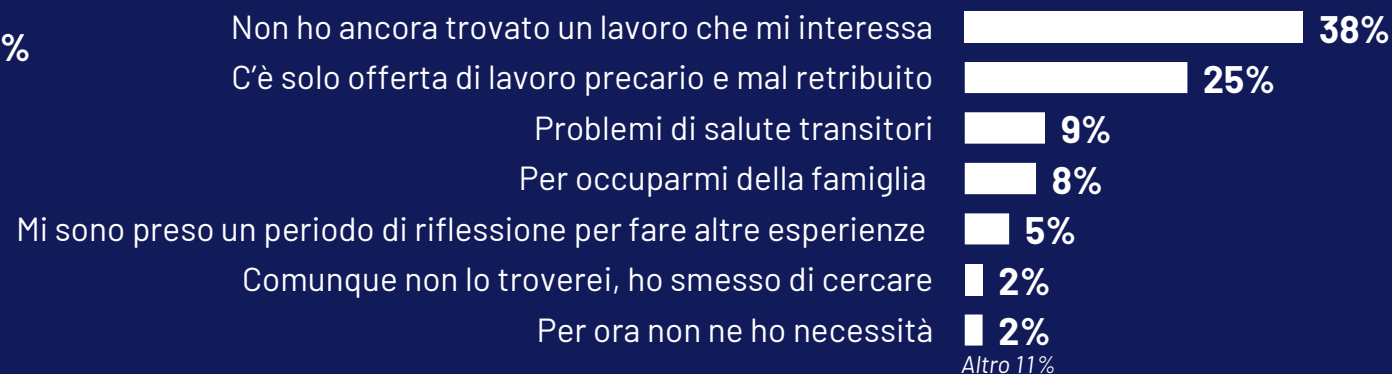 %
Non ho ancora trovato un lavoro che mi interessa 38%
C'è solo offerta di lavoro precario e mal retribuito 25%
Problemi di salute transitori 9%
Per occuparmi della famiglia 8%
Mi sono preso un periodo di riflessione per fare altre esperienze 5%
Comunque non lo troverei, ho smesso di cercare 2%
Per ora non ne ho necessità 2%
Altro 11%